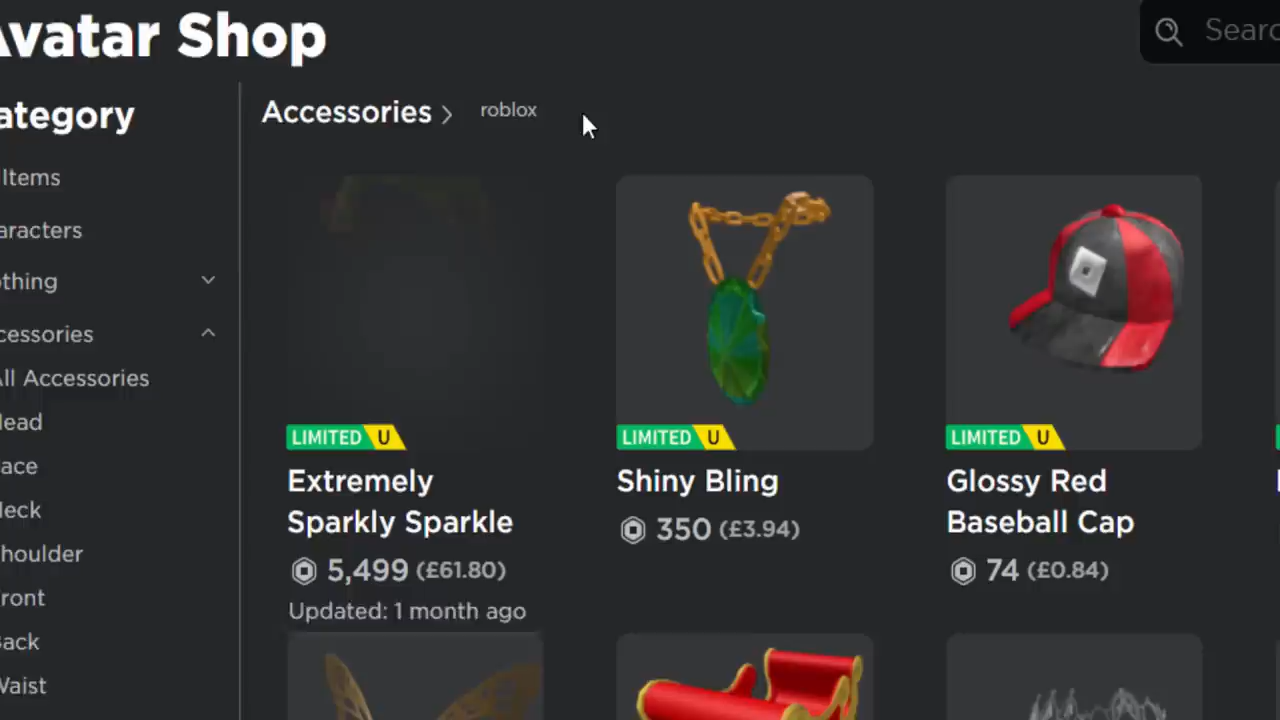 Avatar Shop
Searc
ategory
Accessories >
roblox
Items
aracters
othing
cessories
All Accessories
Head
ace
Neck
houlder
ront
Back
Waist
LIMITED U
Extremely
Sparkly Sparkle
5,499 (£61.80)
Updated: 1 month ago
LIMITED U
Shiny Bling
350 (£3.94)
LIMITED U
Glossy Red
Baseball Cap
74 (£0.84)